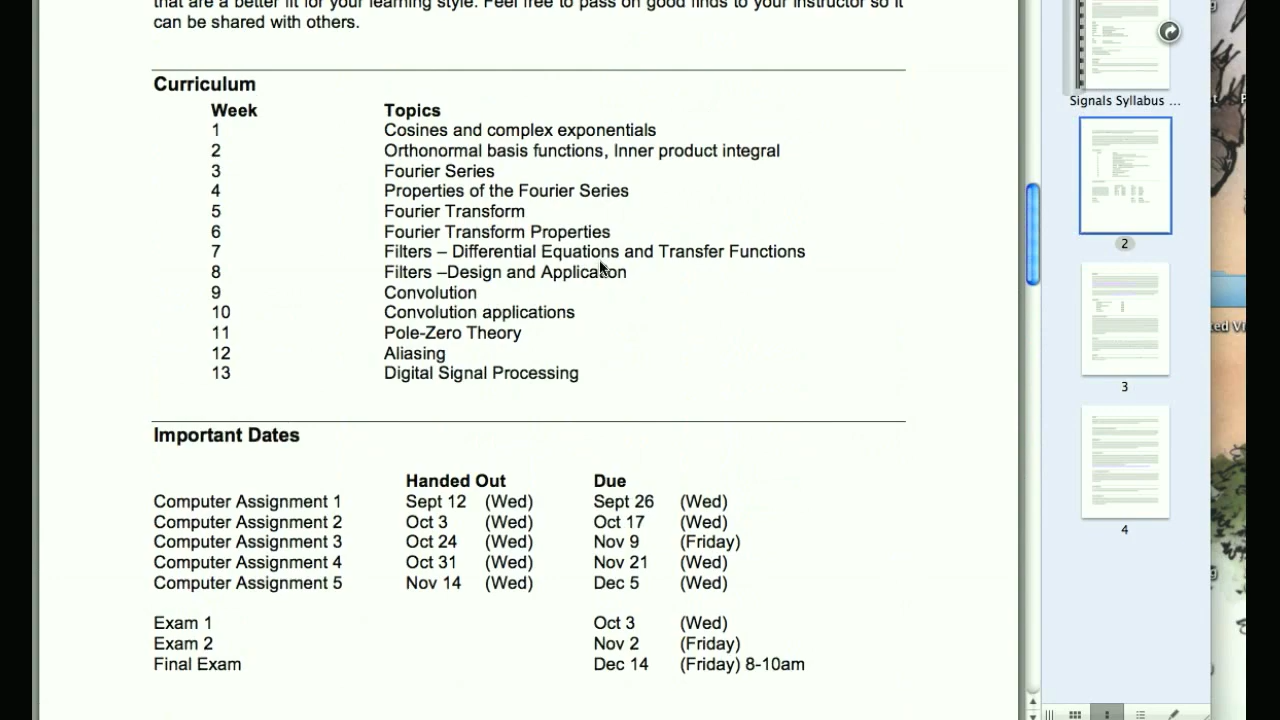 that are a better fit for your learning style. Feel free to pass on good finds to your instructor so it
can be shared with others.
Curriculum
Week Topics
1 Cosines and complex exponentials
2 Orthonormal basis functions, Inner product integral
3 Fourier Series
4 Properties of the Fourier Series
5 Fourier Transform
6 Fourier Transform Properties
7 Filters – Differential Equations and Transfer Functions
8 Filters –Design and Application
9 Convolution
10 Convolution applications
11 Pole-Zero Theory
12 Aliasing
13 Digital Signal Processing
Important Dates
Handed Out Due
Computer Assignment 1 Sept 12 (Wed) Sept 26 (Wed)
Computer Assignment 2 Oct 3 (Wed) Oct 17 (Wed)
Computer Assignment 3 Oct 24 (Wed) Nov 9 (Friday)
Computer Assignment 4 Oct 31 (Wed) Nov 21 (Wed)
Computer Assignment 5 Nov 14 (Wed) Dec 5 (Wed)
Exam 1 Oct 3 (Wed)
Exam 2 Nov 2 (Friday)
Final Exam Dec 14 (Friday) 8-10am
Signals Syllabus ...
2
3
4